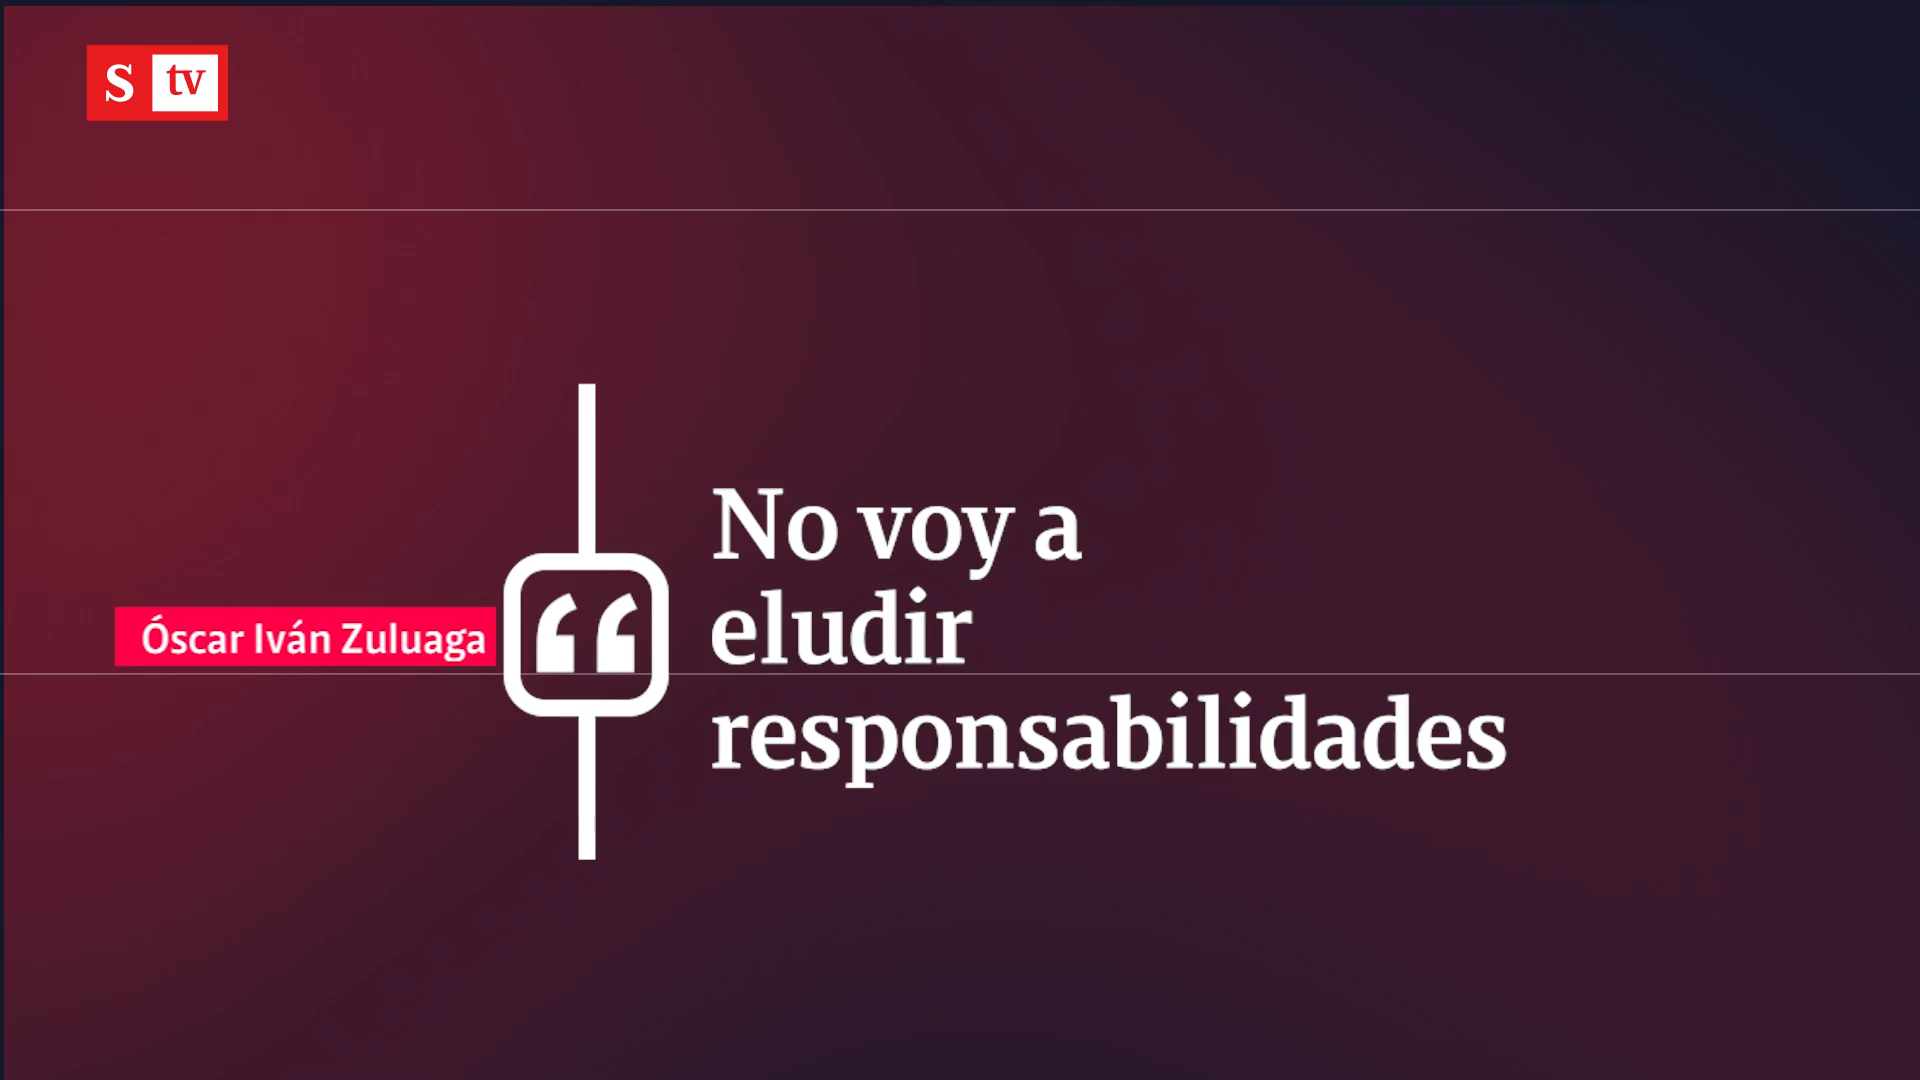 S tv
No voy a
eludir
Óscar Iván Zuluaga
responsabilidades